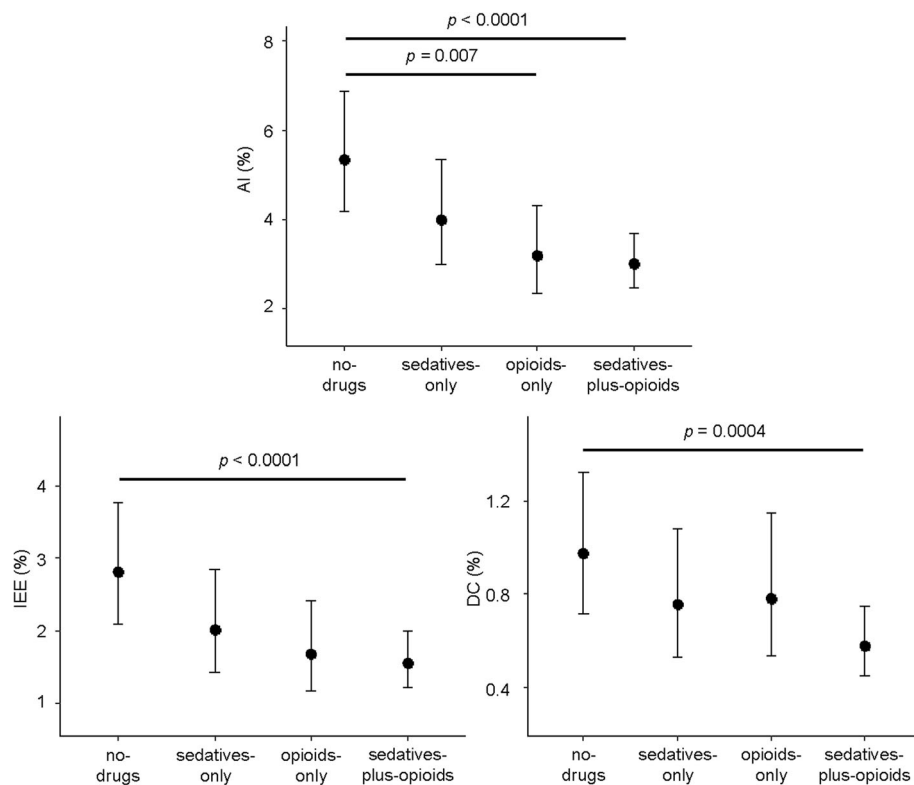 p < 0.0001
p = 0.007
AI (%)
8
6
4
2
no-
drugs
sedatives-
only
opioids-
only
sedatives-
plus-opioids
p < 0.0001
IEE (%)
4
3
2
1
no-
drugs
sedatives-
only
opioids-
only
sedatives-
plus-opioids
p = 0.0004
DC (%)
1.2
0.8
0.4
no-
drugs
sedatives-
only
opioids-
only
sedatives-
plus-opioids